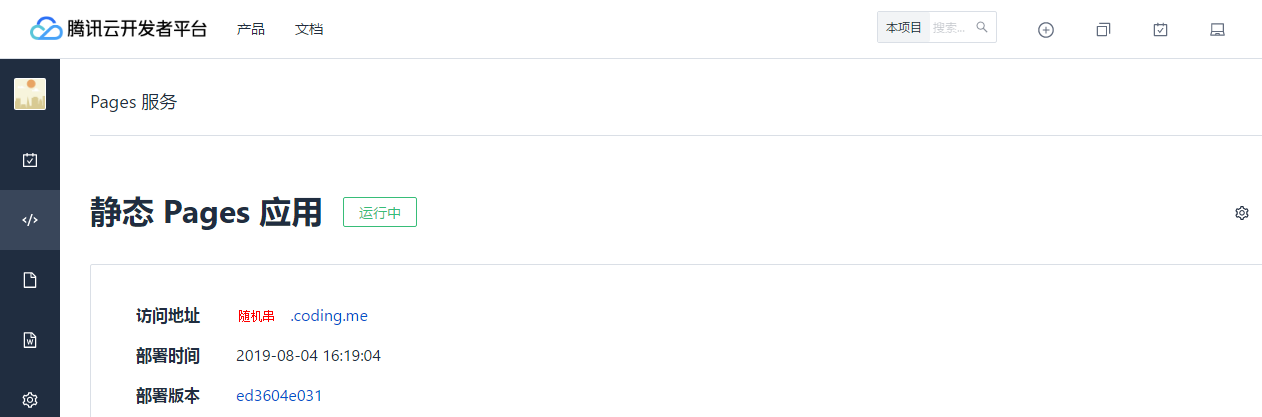 腾讯云开发者平台 产品 文档 本项目 搜索...
Pages 服务
静态 Pages 应用 运行中
访问地址 随机串 .coding.me
部署时间 2019-08-04 16:19:04
部署版本 ed3604e031